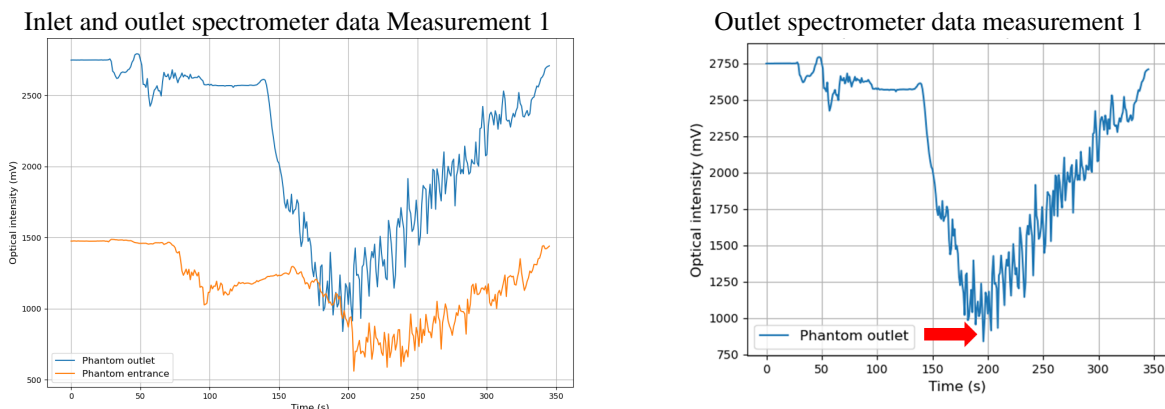 Inlet and outlet spectrometer data Measurement 1
Optical intensity (mV)
2500
2000
1500
1000
500
Phantom outlet
Phantom entrance
0 50 100 150 200 250 300 350
Time (s)
Outlet spectrometer data measurement 1
Optical intensity (mV)
2750
2500
2250
2000
1750
1500
1250
1000
750
Phantom outlet
0 50 100 150 200 250 300 350
Time (s)